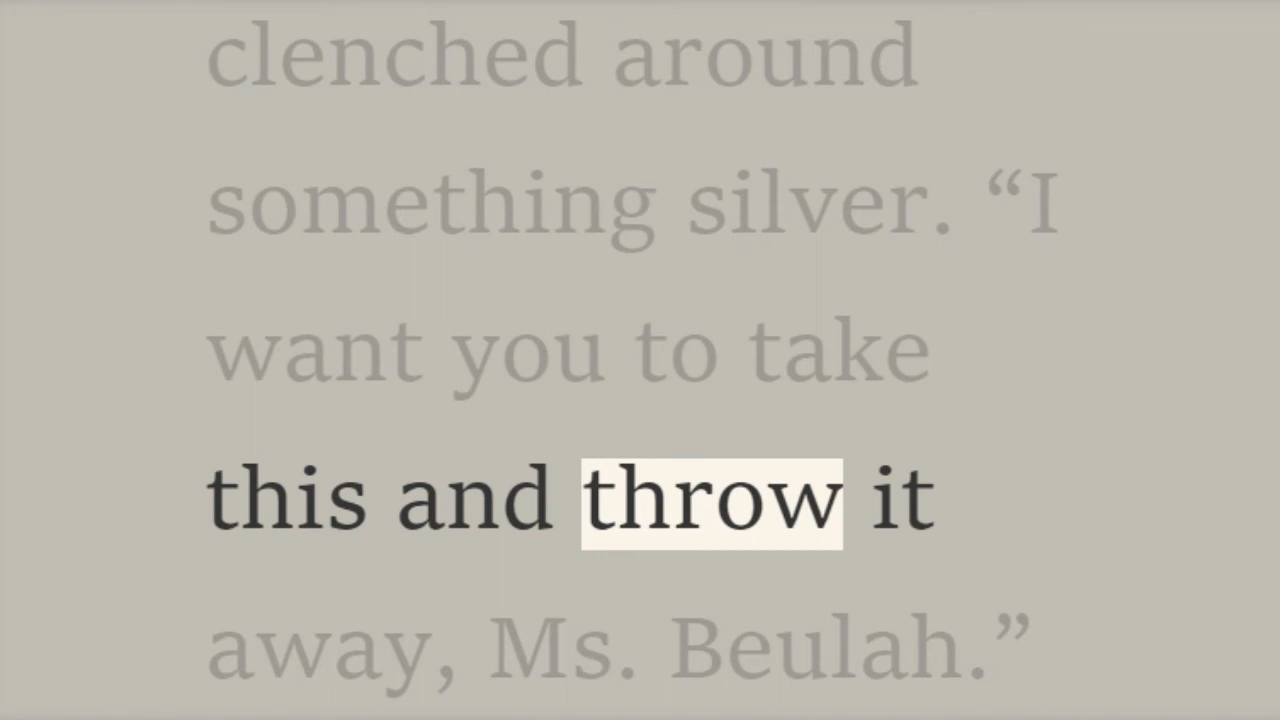 clenched around
something silver. “I
want you to take
this and throw it
away, Ms. Beulah.”